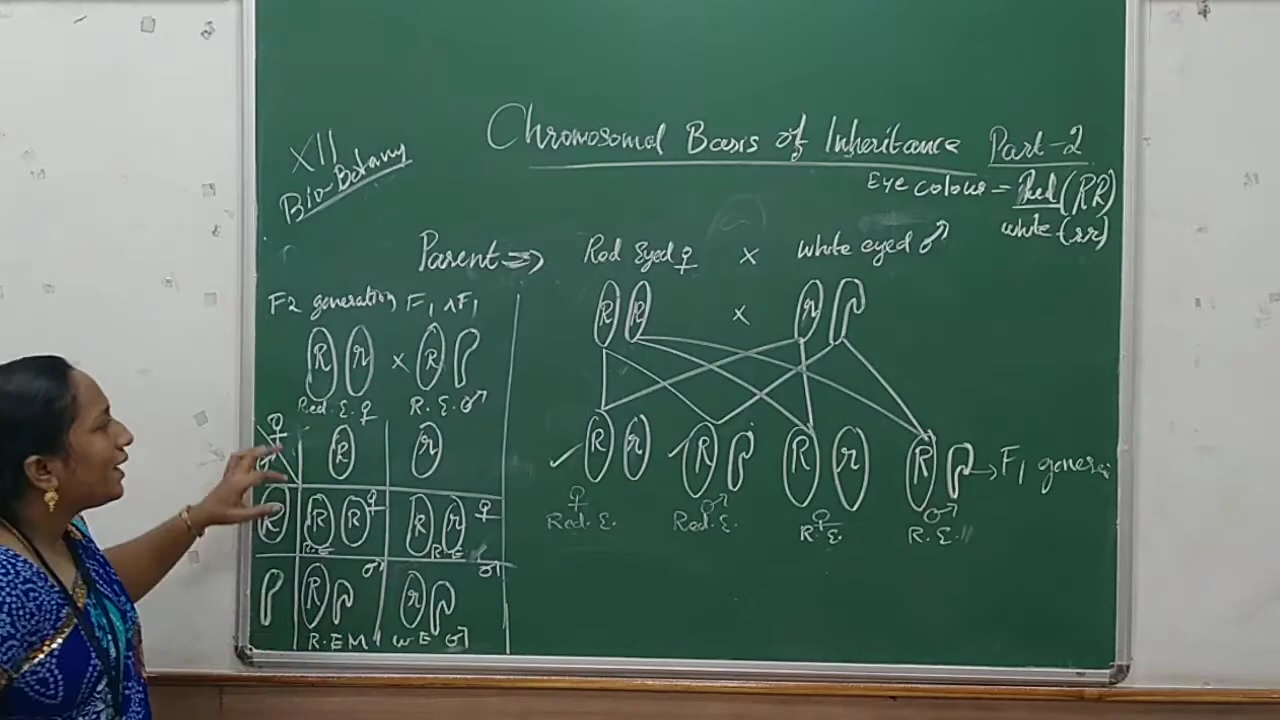 XII
Bio-Botany
Chromosomal Basis of Inheritance Part-2
Eye colour = Red (RR)
white (rr)
Parent => Red Eyed ♀ x white eyed ♂
R R x r
R r R R r R → F1
♀ ♂ ♀ ♂
Red. E. Red. E. R. E. R. E.
F2 generation F1 x F1
R r x R
Red. E. ♀ R. E. ♂
♀ R r
♂
R R R ♀ R r ♀
R.E R.E
R ♂ r ♂
R.E M W E ♂